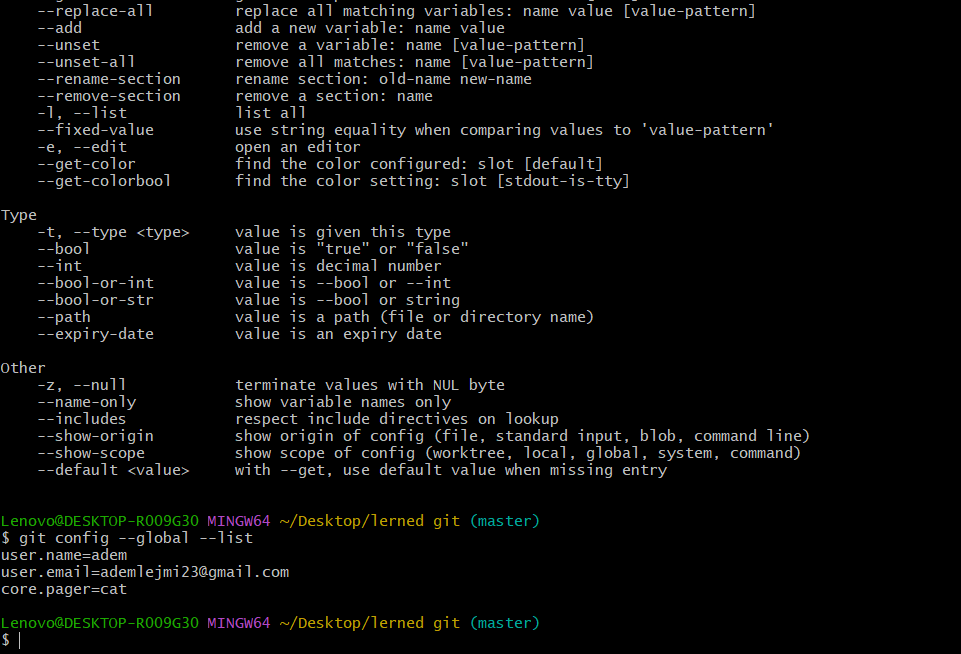 --replace-all         replace all matching variables: name value [value-pattern]
--add                 add a new variable: name value
--unset               remove a variable: name [value-pattern]
--unset-all           remove all matches: name [value-pattern]
--rename-section      rename section: old-name new-name
--remove-section      remove a section: name
-l, --list            list all
--fixed-value         use string equality when comparing values to 'value-pattern'
-e, --edit            open an editor
--get-color           find the color configured: slot [default]
--get-colorbool       find the color setting: slot [stdout-is-tty]

Type
-t, --type <type>     value is given this type
--bool                value is "true" or "false"
--int                 value is decimal number
--bool-or-int         value is --bool or --int
--bool-or-str         value is --bool or string
--path                value is a path (file or directory name)
--expiry-date         value is an expiry date

Other
-z, --null            terminate values with NUL byte
--name-only           show variable names only
--includes            respect include directives on lookup
--show-origin         show origin of config (file, standard input, blob, command line)
--show-scope          show scope of config (worktree, local, global, system, command)
--default <value>     with --get, use default value when missing entry

Lenovo@DESKTOP-RO09G30 MINGW64 ~/Desktop/lerned git (master)
$ git config --global --list
user.name=adem
user.email=ademlejmi23@gmail.com
core.pager=cat

Lenovo@DESKTOP-RO09G30 MINGW64 ~/Desktop/lerned git (master)
$